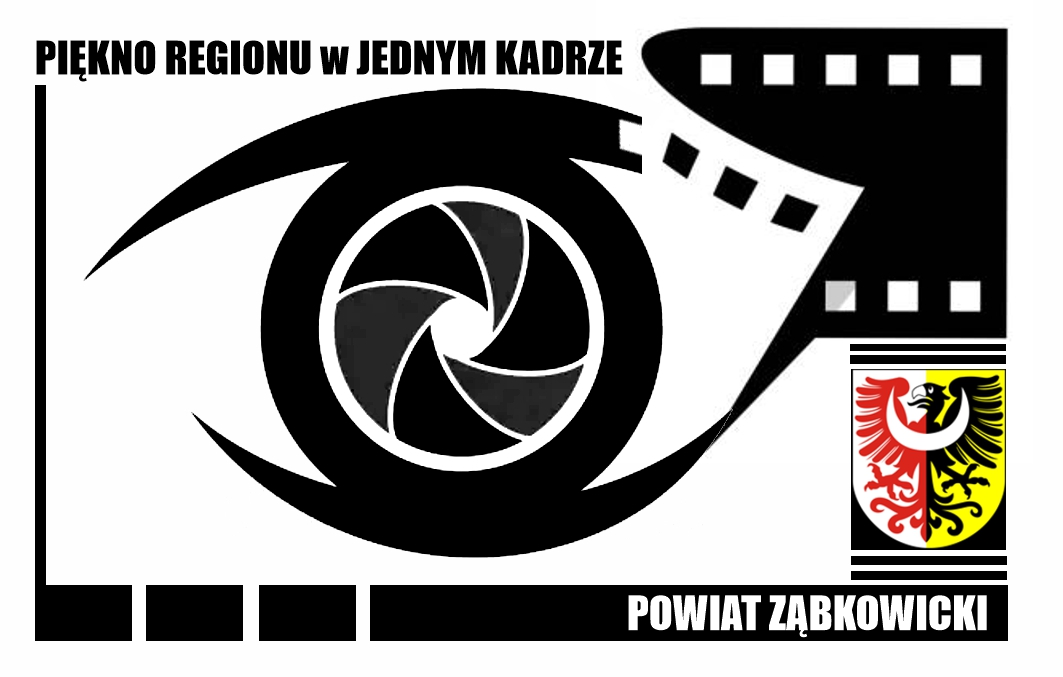 PIĘKNO REGIONU w JEDNYM KADRZE
POWIAT ZĄBKOWICKI